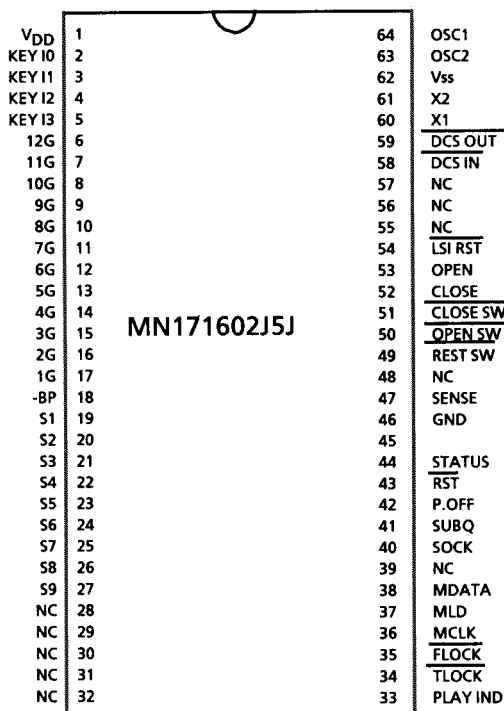 VDD 1 64 OSC1
KEY I0 2 63 OSC2
KEY I1 3 62 Vss
KEY I2 4 61 X2
KEY I3 5 60 X1
12G 6 59 DCS OUT
11G 7 58 DCS IN
10G 8 57 NC
9G 9 56 NC
8G 10 55 NC
7G 11 54 LSI RST
6G 12 53 OPEN
5G 13 52 CLOSE
4G 14 51 CLOSE SW
MN171602J5J
3G 15 50 OPEN SW
2G 16 49 REST SW
1G 17 48 NC
-BP 18 47 SENSE
S1 19 46 GND
S2 20 45
S3 21 44 STATUS
S4 22 43 RST
S5 23 42 P.OFF
S6 24 41 SUBQ
S7 25 40 SOCK
S8 26 39 NC
S9 27 38 MDATA
NC 28 37 MLD
NC 29 36 MCLK
NC 30 35 FLOCK
NC 31 34 TLOCK
NC 32 33 PLAY IND